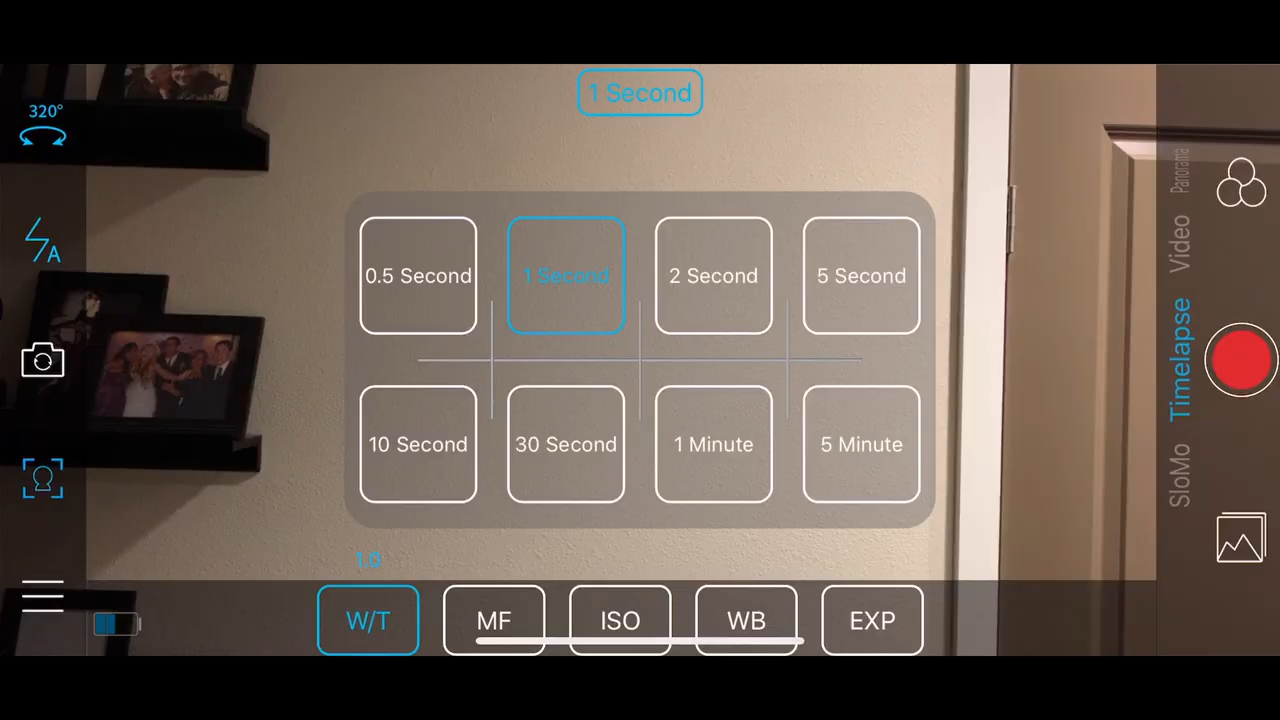 1 Second
320°
A
0.5 Second
1 Second
2 Second
5 Second
10 Second
30 Second
1 Minute
5 Minute
1.0
W/T
MF
ISO
WB
EXP
Panorama
Video
Timelapse
SloMo